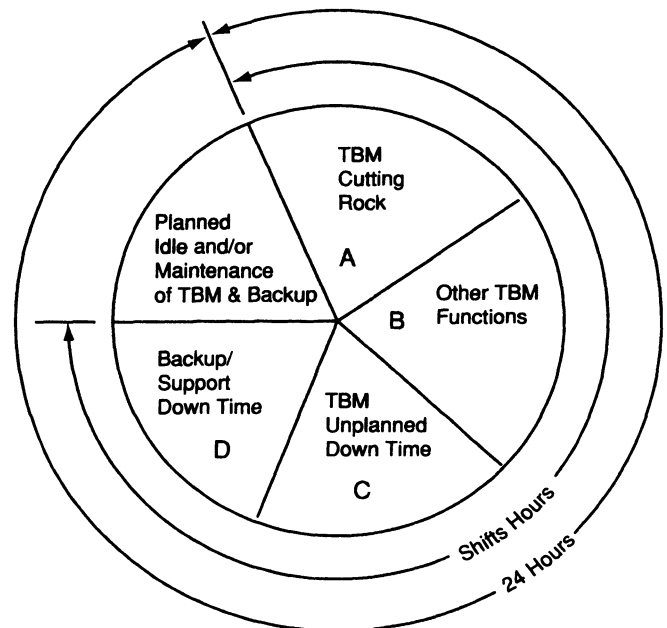 TBM
Cutting
Rock
A
Planned
Idle and/or
Maintenance
of TBM & Backup
B
Other TBM
Functions
Backup/
Support
Down Time
D
TBM
Unplanned
Down Time
C
Shifts Hours
24 Hours